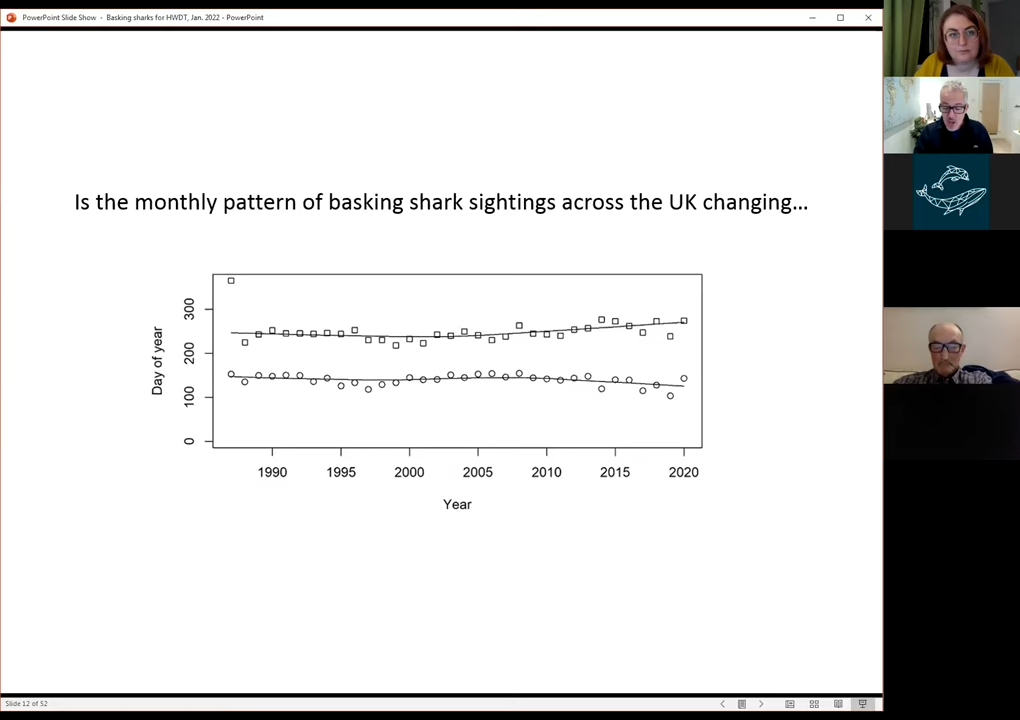 PowerPoint Slide Show - Basking sharks for HWDT, Jan. 2022 - PowerPoint
Is the monthly pattern of basking shark sightings across the UK changing...
Day of year
300
200
100
0
1990 1995 2000 2005 2010 2015 2020
Year
Slide 12 of 52